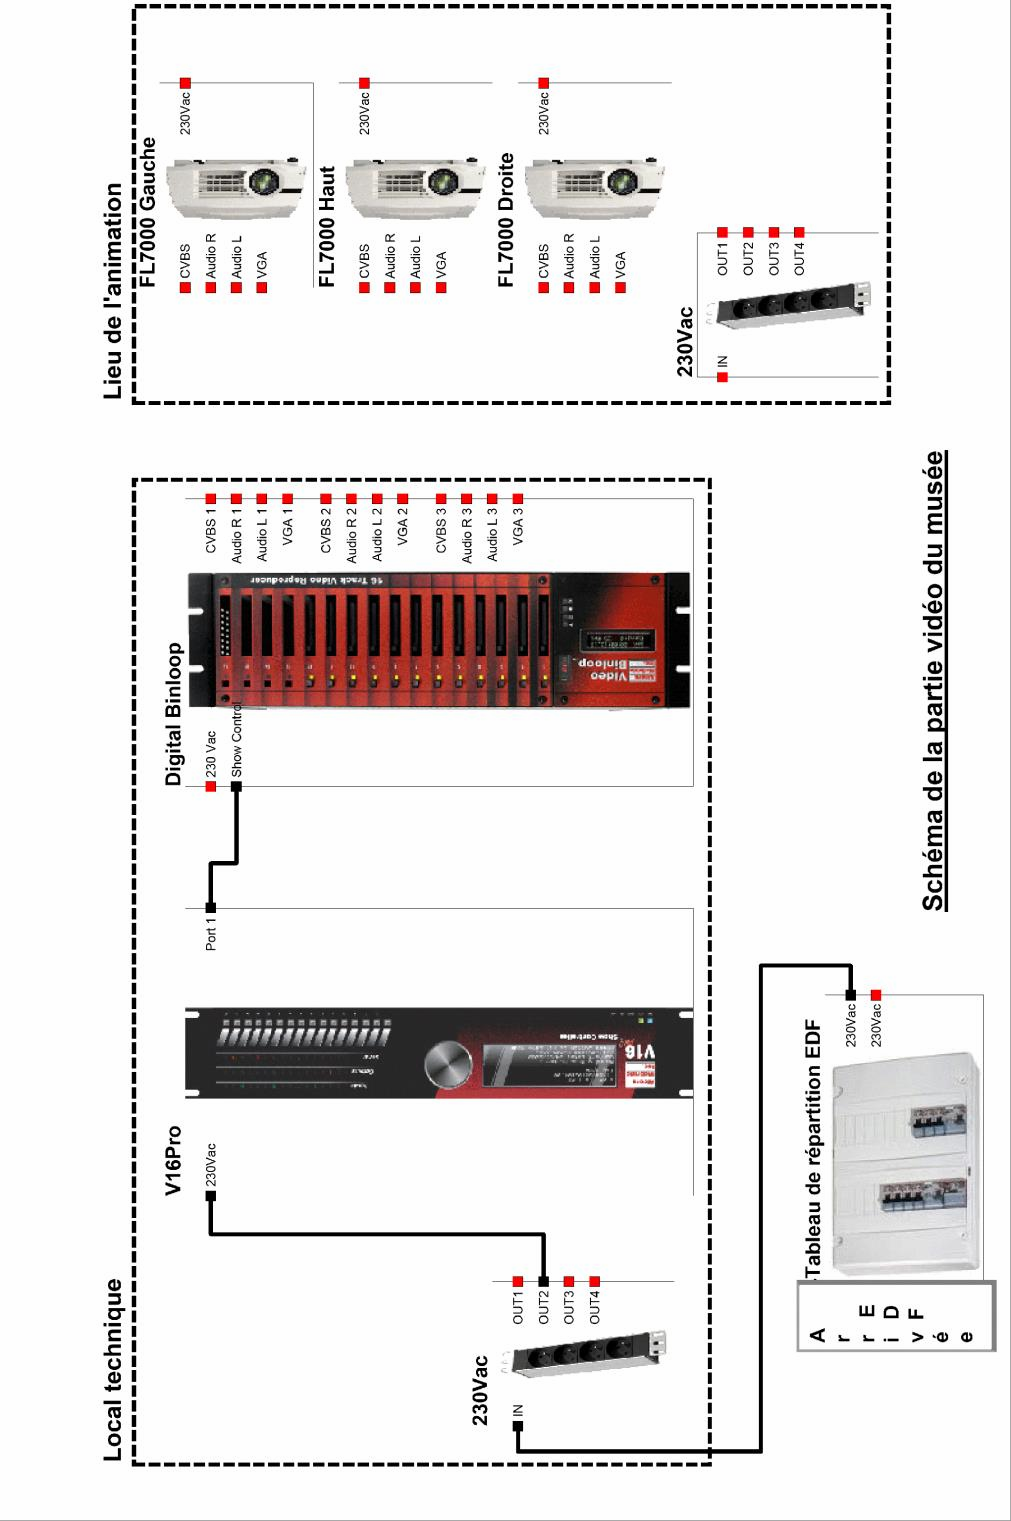 Lieu de l'animation
FL7000 Gauche
CVBS
Audio R
Audio L
VGA
230Vac
FL7000 Haut
CVBS
Audio R
Audio L
VGA
230Vac
FL7000 Droite
CVBS
Audio R
Audio L
VGA
230Vac
230Vac
IN
OUT1
OUT2
OUT3
OUT4
Local technique
Digital Binloop
230 Vac
Show Control
16 Track Video Reproducer
Video
Binloop
CVBS 1
Audio R 1
Audio L 1
VGA 1
CVBS 2
Audio R 2
Audio L 2
VGA 2
CVBS 3
Audio R 3
Audio L 3
VGA 3
V16Pro
230Vac
Port 1
V16
Show Controller
230Vac
IN
OUT1
OUT2
OUT3
OUT4
Tableau de répartition EDF
230Vac
230Vac
Arrivée
EDF
Schéma de la partie vidéo du musée